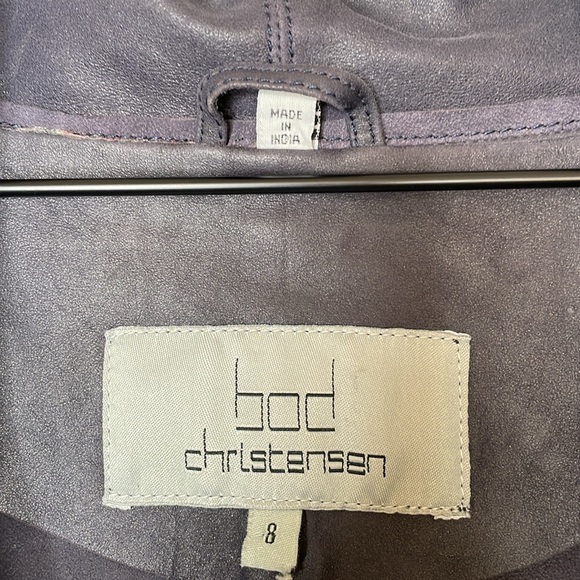 MADE
IN
INDIA
bod
christensen
8